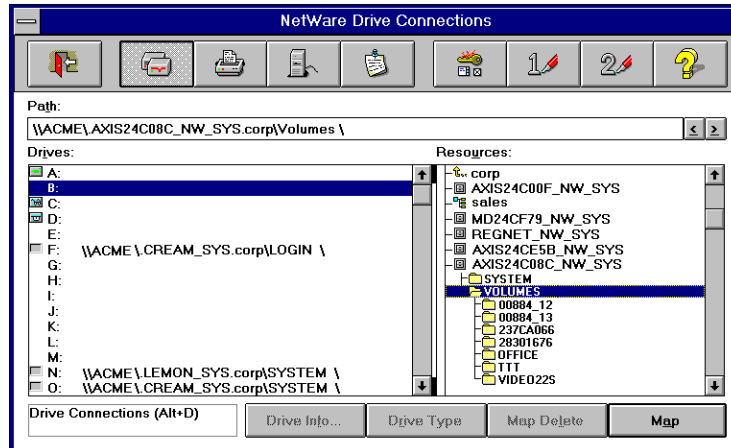 NetWare Drive Connections
1 2 ?
Path:
\\ACME\.AXIS24C08C_NW_SYS.corp\Volumes \
< >
Drives:
A:
B:
C:
D:
E:
F: \\ACME\.CREAM_SYS.corp\LOGIN \
G:
H:
I:
J:
K:
L:
M:
N: \\ACME\.LEMON_SYS.corp\SYSTEM \
O: \\ACME\.CREAM_SYS.corp\SYSTEM \
Resources:
corp
AXIS24C00F_NW_SYS
sales
MD24CF79_NW_SYS
REGNET_NW_SYS
AXIS24CE5B_NW_SYS
AXIS24C08C_NW_SYS
SYSTEM
VOLUMES
00884_12
00884_13
237CA066
28301676
OFFICE
TTT
VIDEO22S
Drive Connections (Alt+D)
Drive Info...
Drive Type
Map Delete
Map